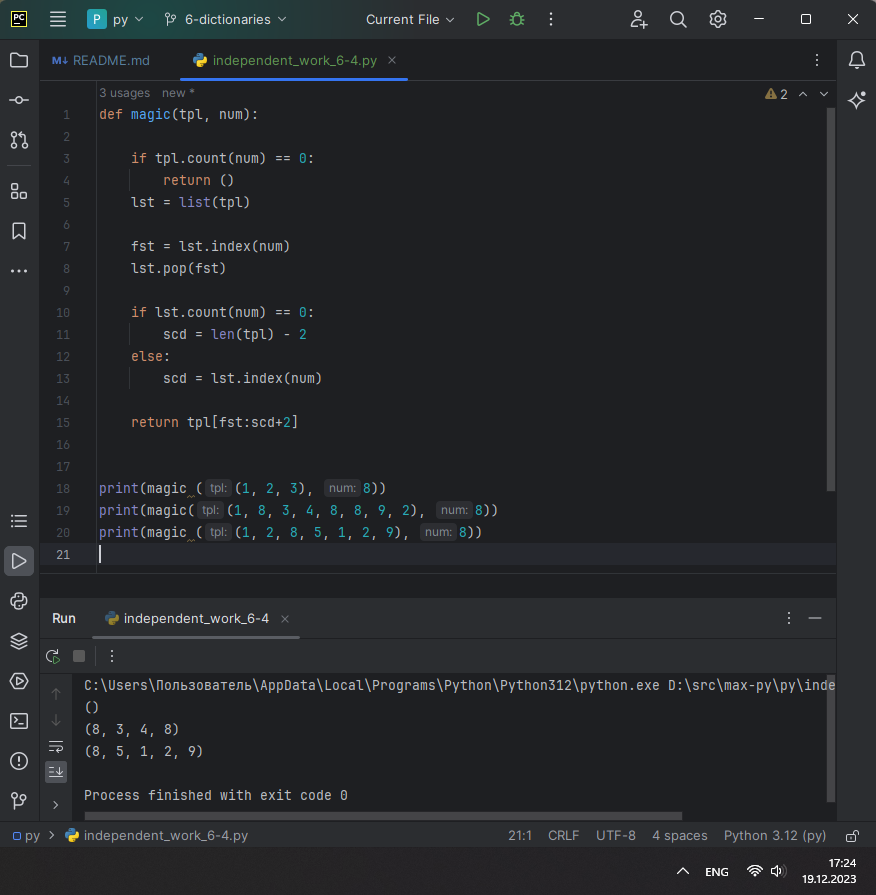 PC P py 6-dictionaries Current File
M↓ README.md independent_work_6-4.py
3 usages new *
2
1 def magic(tpl, num):
2
3 if tpl.count(num) == 0:
4 return ()
5 lst = list(tpl)
6
7 fst = lst.index(num)
8 lst.pop(fst)
9
10 if lst.count(num) == 0:
11 scd = len(tpl) - 2
12 else:
13 scd = lst.index(num)
14
15 return tpl[fst:scd+2]
16
17
18 print(magic ( tpl: (1, 2, 3), num: 8))
19 print(magic( tpl: (1, 8, 3, 4, 8, 8, 9, 2), num: 8))
20 print(magic ( tpl: (1, 2, 8, 5, 1, 2, 9), num: 8))
21
Run independent_work_6-4
C:\Users\Пользователь\AppData\Local\Programs\Python\Python312\python.exe D:\src\max-py\py\inde
()
(8, 3, 4, 8)
(8, 5, 1, 2, 9)
Process finished with exit code 0
py > independent_work_6-4.py 21:1 CRLF UTF-8 4 spaces Python 3.12 (py)
ENG
17:24
19.12.2023